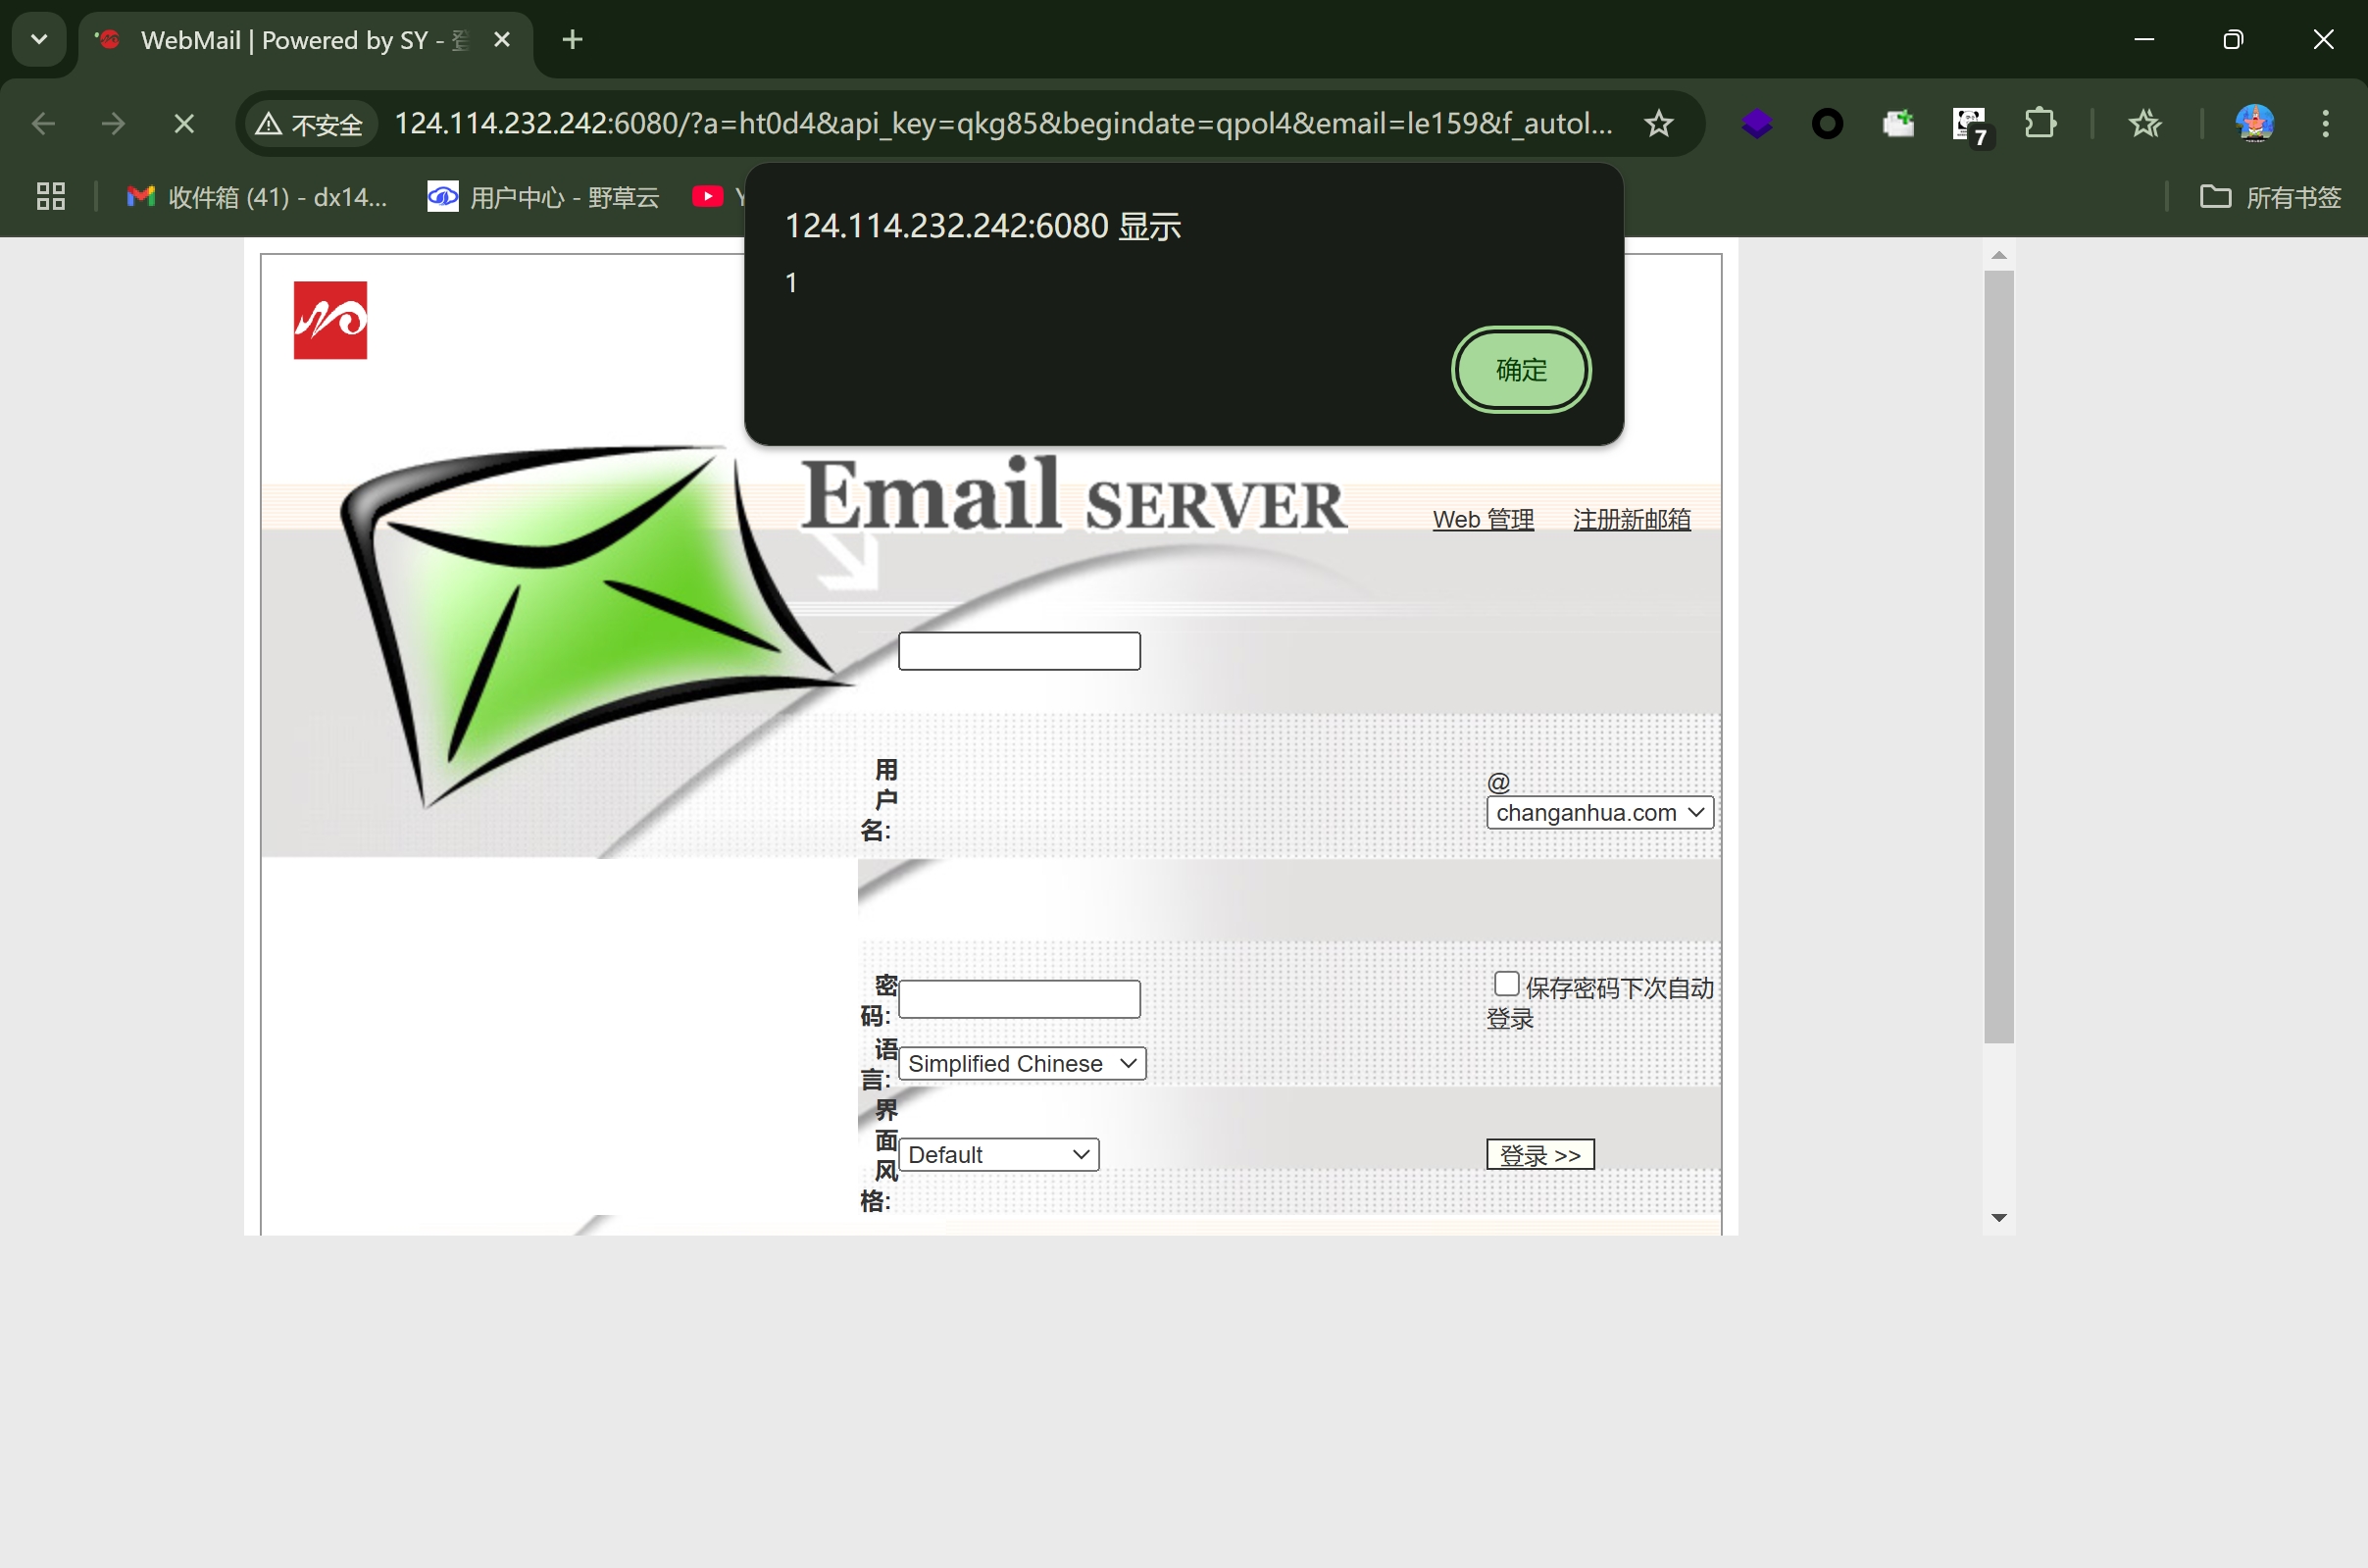 WebMail | Powered by SY - 登
不安全
124.114.232.242:6080/?a=ht0d4&api_key=qkg85&begindate=qpol4&email=le159&f_autol...
7
收件箱 (41) - dx14...
用户中心 - 野草云
Y
所有书签
124.114.232.242:6080 显示
1
确定
Email SERVER
Web 管理
注册新邮箱
用
户
名:
@
changanhua.com
密
码:
保存密码下次自动
登录
语
言:
Simplified Chinese
界
面
风
格:
Default
登录 >>